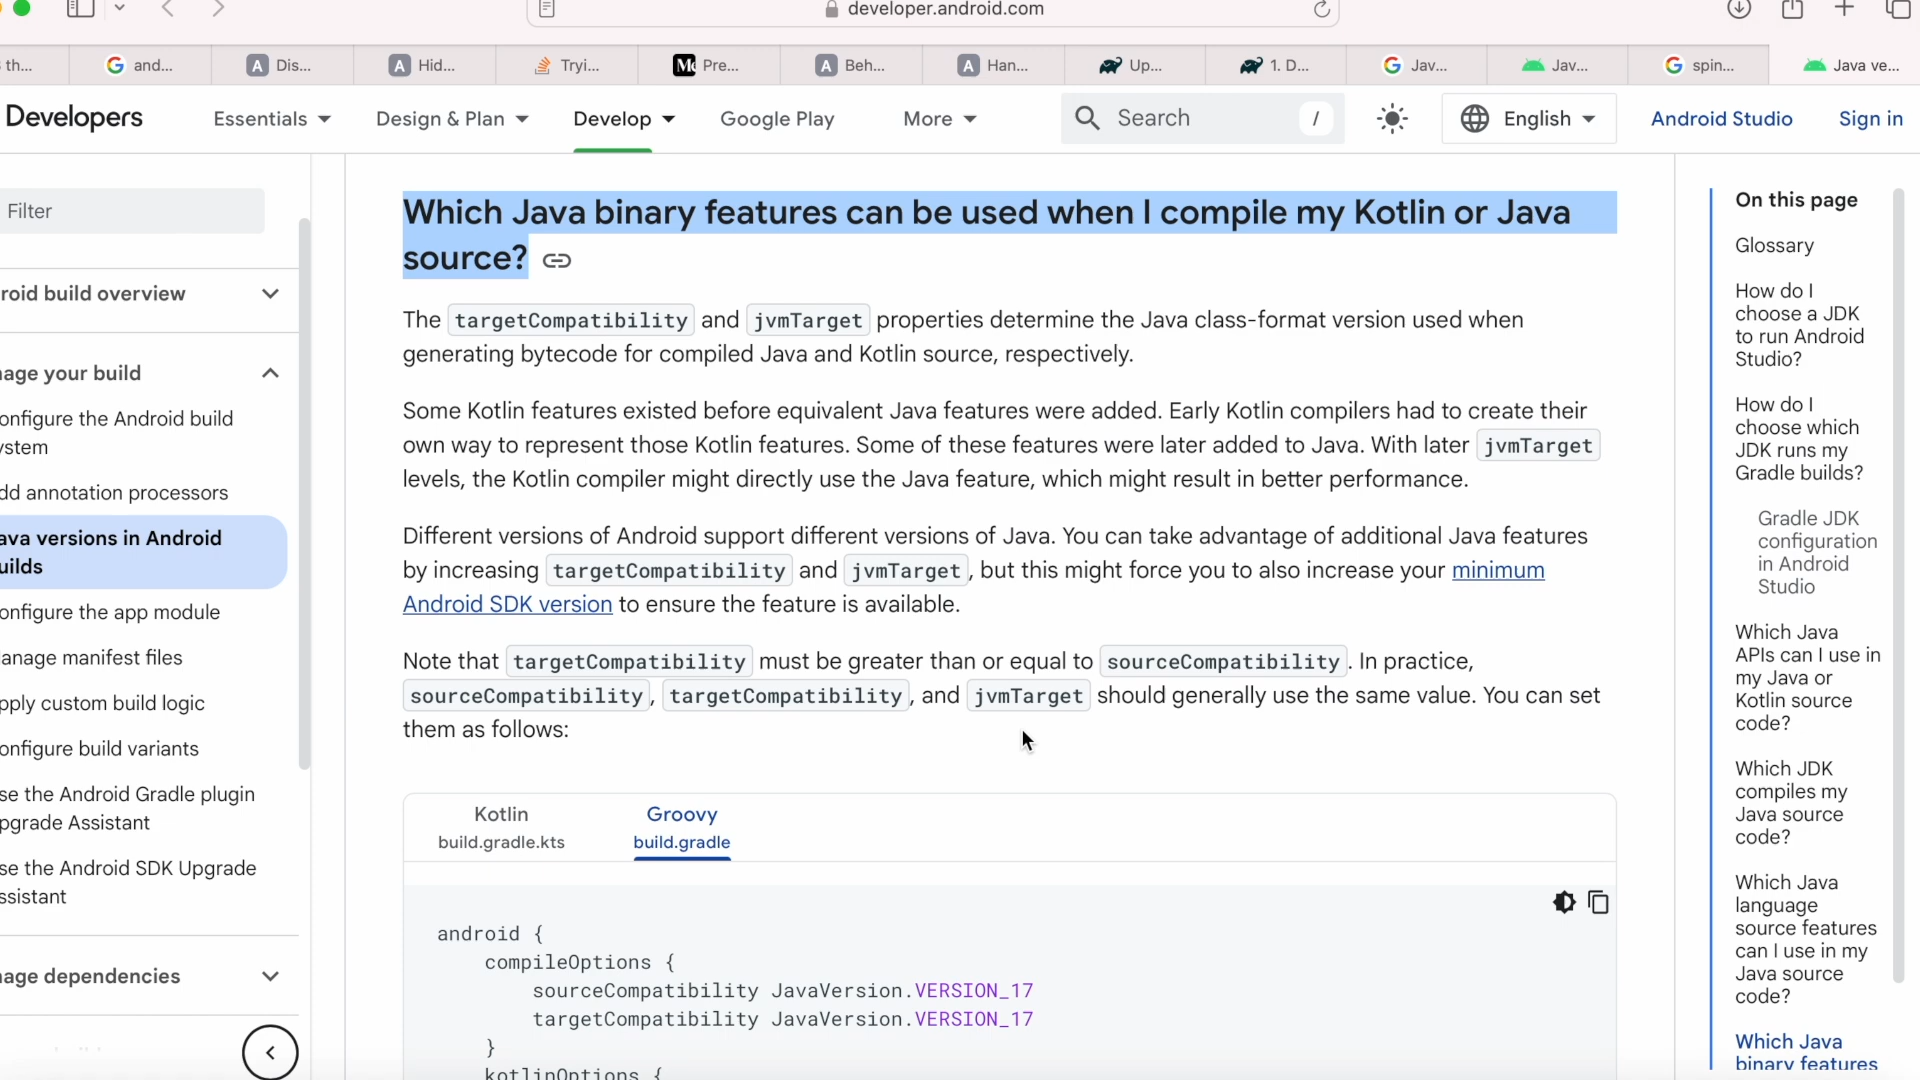 developer.android.com
th...
and...
Dis...
Hid...
Tryi...
Pre...
Beh...
Han...
Up...
1. D...
Jav...
Jav...
spin...
Java ve...
Developers
Essentials
Design & Plan
Develop
Google Play
More
Search
/
English
Android Studio
Sign in
Filter
roid build overview
nage your build
onfigure the Android build
ystem
dd annotation processors
ava versions in Android
uilds
onfigure the app module
anage manifest files
pply custom build logic
onfigure build variants
se the Android Gradle plugin
pgrade Assistant
se the Android SDK Upgrade
ssistant
nage dependencies
Which Java binary features can be used when I compile my Kotlin or Java
source?
The targetCompatibility and jvmTarget properties determine the Java class-format version used when
generating bytecode for compiled Java and Kotlin source, respectively.
Some Kotlin features existed before equivalent Java features were added. Early Kotlin compilers had to create their
own way to represent those Kotlin features. Some of these features were later added to Java. With later jvmTarget
levels, the Kotlin compiler might directly use the Java feature, which might result in better performance.
Different versions of Android support different versions of Java. You can take advantage of additional Java features
by increasing targetCompatibility and jvmTarget, but this might force you to also increase your minimum
Android SDK version to ensure the feature is available.
Note that targetCompatibility must be greater than or equal to sourceCompatibility. In practice,
sourceCompatibility, targetCompatibility, and jvmTarget should generally use the same value. You can set
them as follows:
Kotlin
build.gradle.kts
Groovy
build.gradle
android {
compileOptions {
sourceCompatibility JavaVersion.VERSION_17
targetCompatibility JavaVersion.VERSION_17
}
kotlinOptions {
On this page
Glossary
How do I
choose a JDK
to run Android
Studio?
How do I
choose which
JDK runs my
Gradle builds?
Gradle JDK
configuration
in Android
Studio
Which Java
APIs can I use in
my Java or
Kotlin source
code?
Which JDK
compiles my
Java source
code?
Which Java
language
source features
can I use in my
Java source
code?
Which Java
binary features